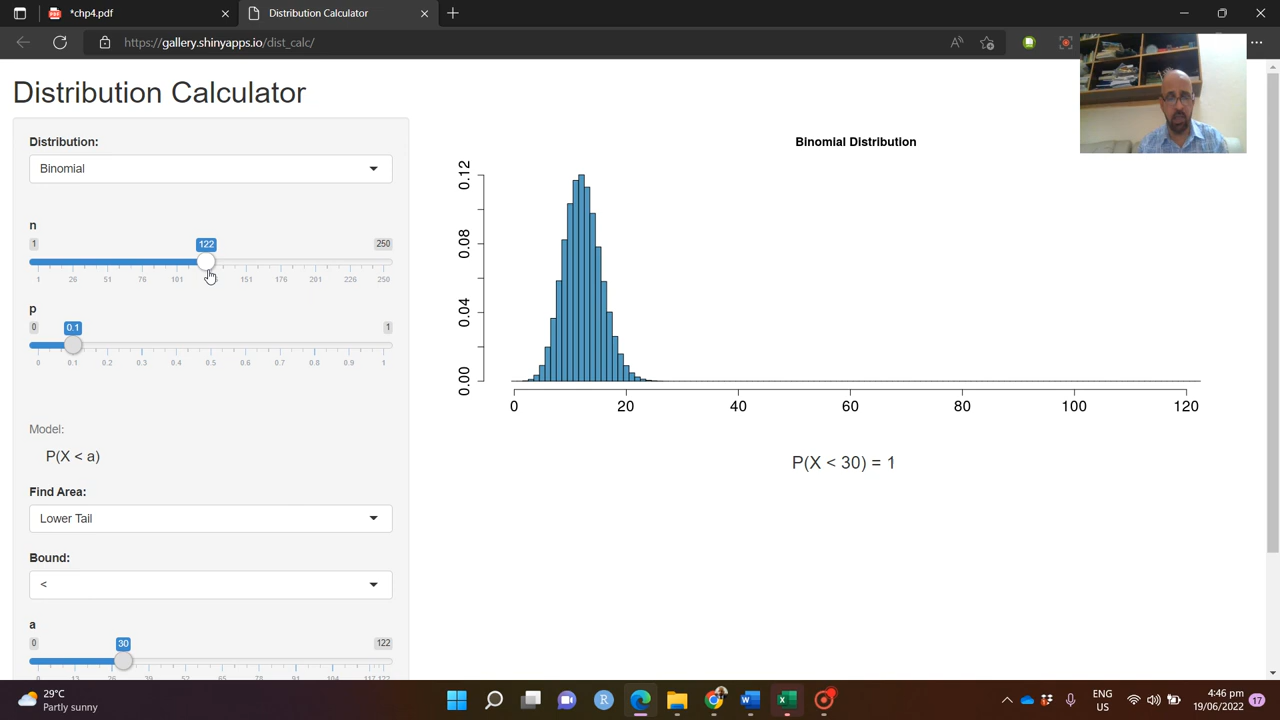 *chp4.pdf
Distribution Calculator
https://gallery.shinyapps.io/dist_calc/
Distribution Calculator
Distribution:
Binomial
n
1 122 250
1 26 51 76 101 151 176 201 226 250
p
0 0.1 1
0 0.1 0.2 0.3 0.4 0.5 0.6 0.7 0.8 0.9 1
Model:
P(X < a)
Find Area:
Lower Tail
Bound:
<
a
0 30 122
Binomial Distribution
0.12
0.08
0.04
0.00
0 20 40 60 80 100 120
P(X < 30) = 1
29°C
Partly sunny
ENG
US
4:46 pm
19/06/2022
17